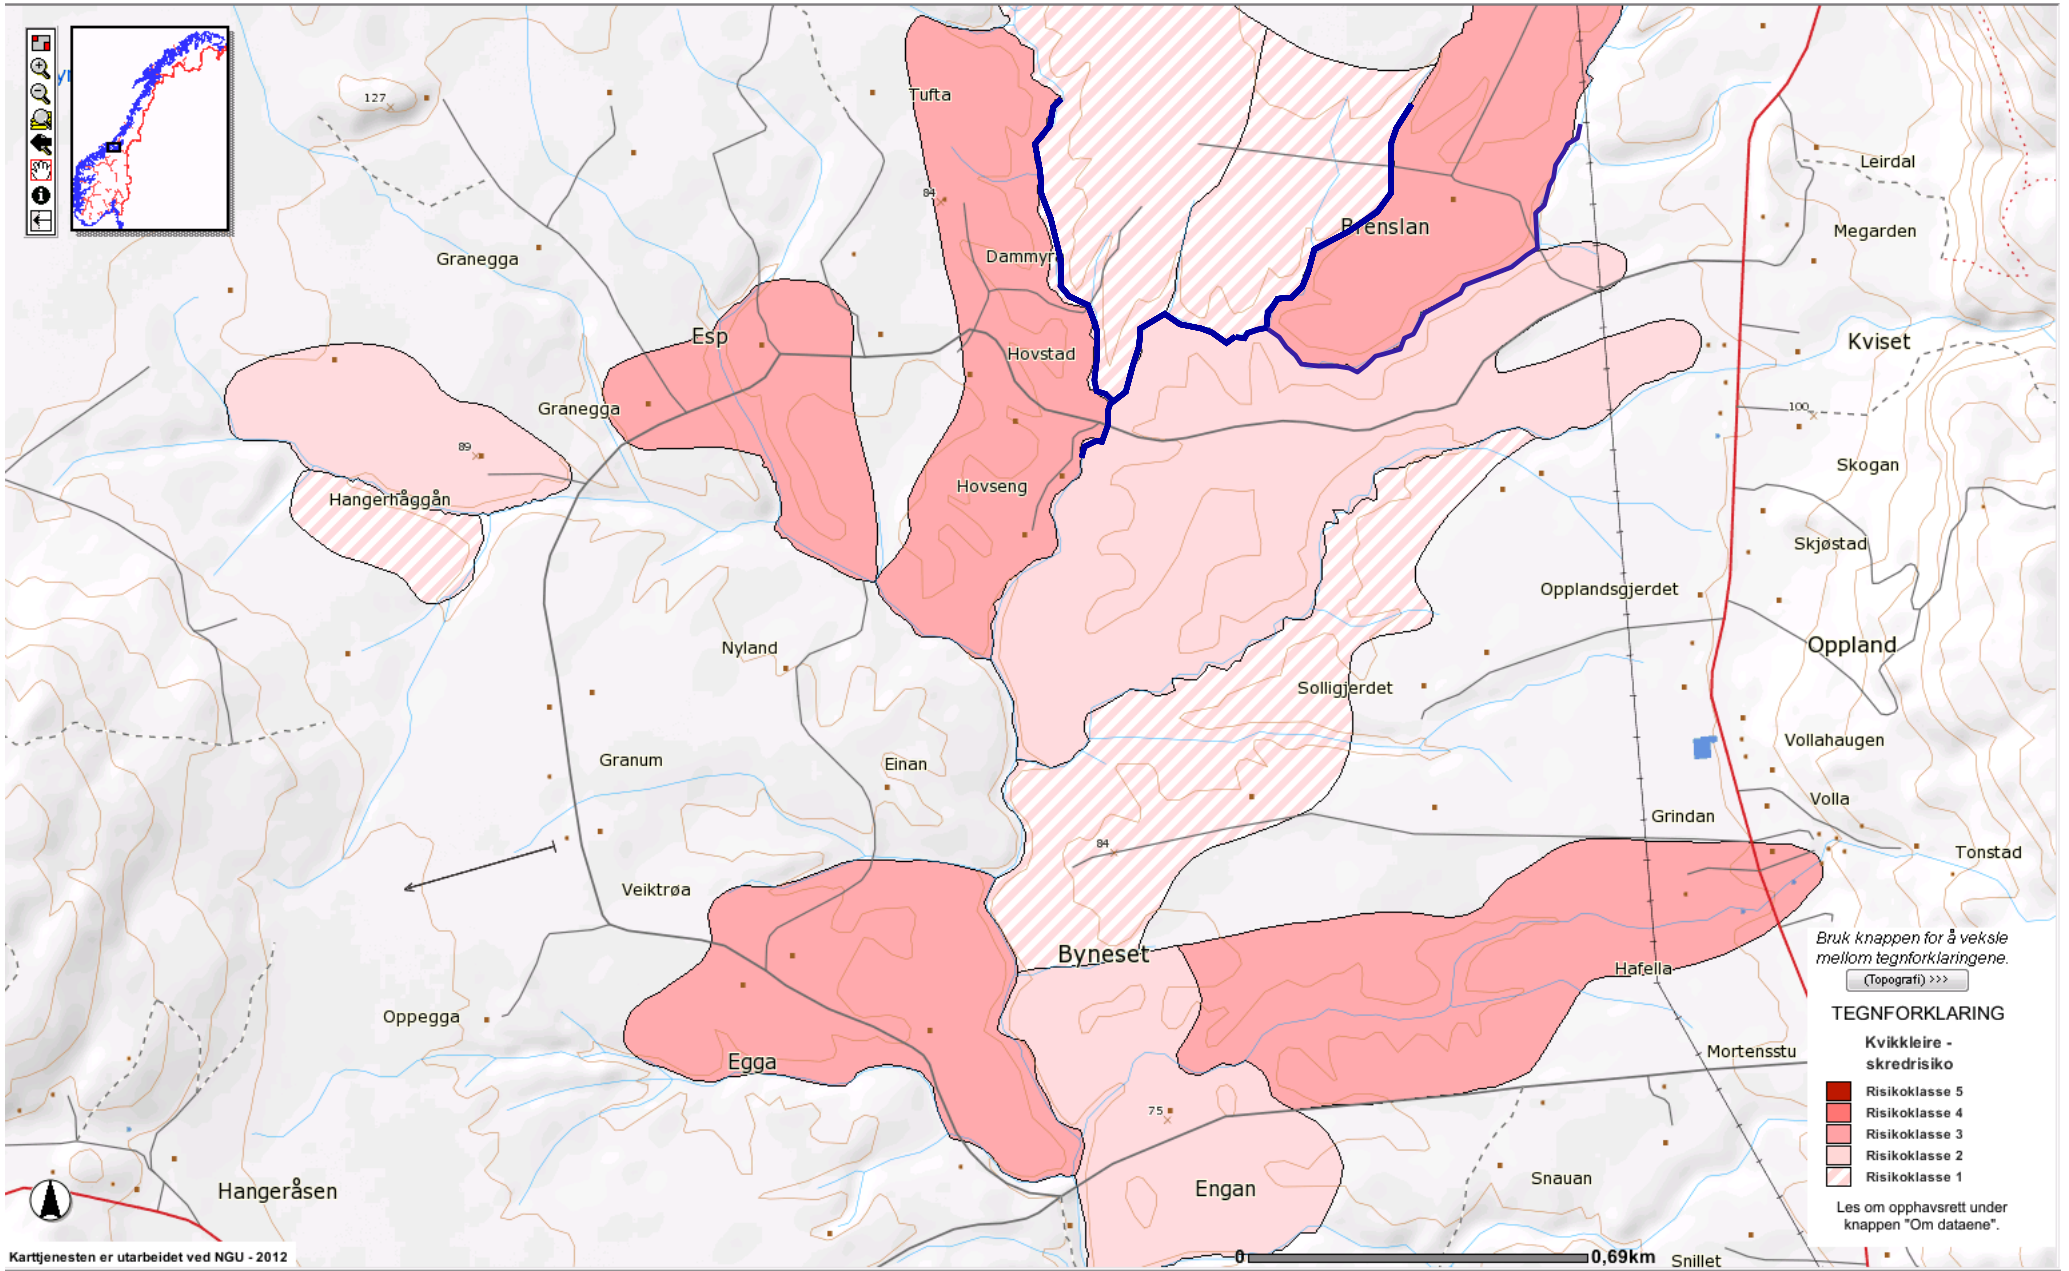 127
Tufta
84
Leirdal
Granegga
Dammyra
Brenslan
Megarden
Esp
Hovstad
Kviset
Granegga
100
89
Hangerhåggån
Hovseng
Skogan
Skjøstad
Opplandsgjerdet
Nyland
Oppland
Solligjerdet
Vollahaugen
Granum
Einan
Volla
Grindan
84
Tonstad
Veiktrøa
Byneset
Hafella
Oppegga
Egga
Mortensstu
75
Hangeråsen
Engan
Snauan
Snillet
Bruk knappen for å veksle
mellom tegnforklaringene.
(Topografi) >>>
TEGNFORKLARING
Kvikkleire -
skredrisiko
Risikoklasse 5
Risikoklasse 4
Risikoklasse 3
Risikoklasse 2
Risikoklasse 1
Les om opphavsrett under
knappen "Om dataene".
Karttjenesten er utarbeidet ved NGU - 2012
0 0,69km